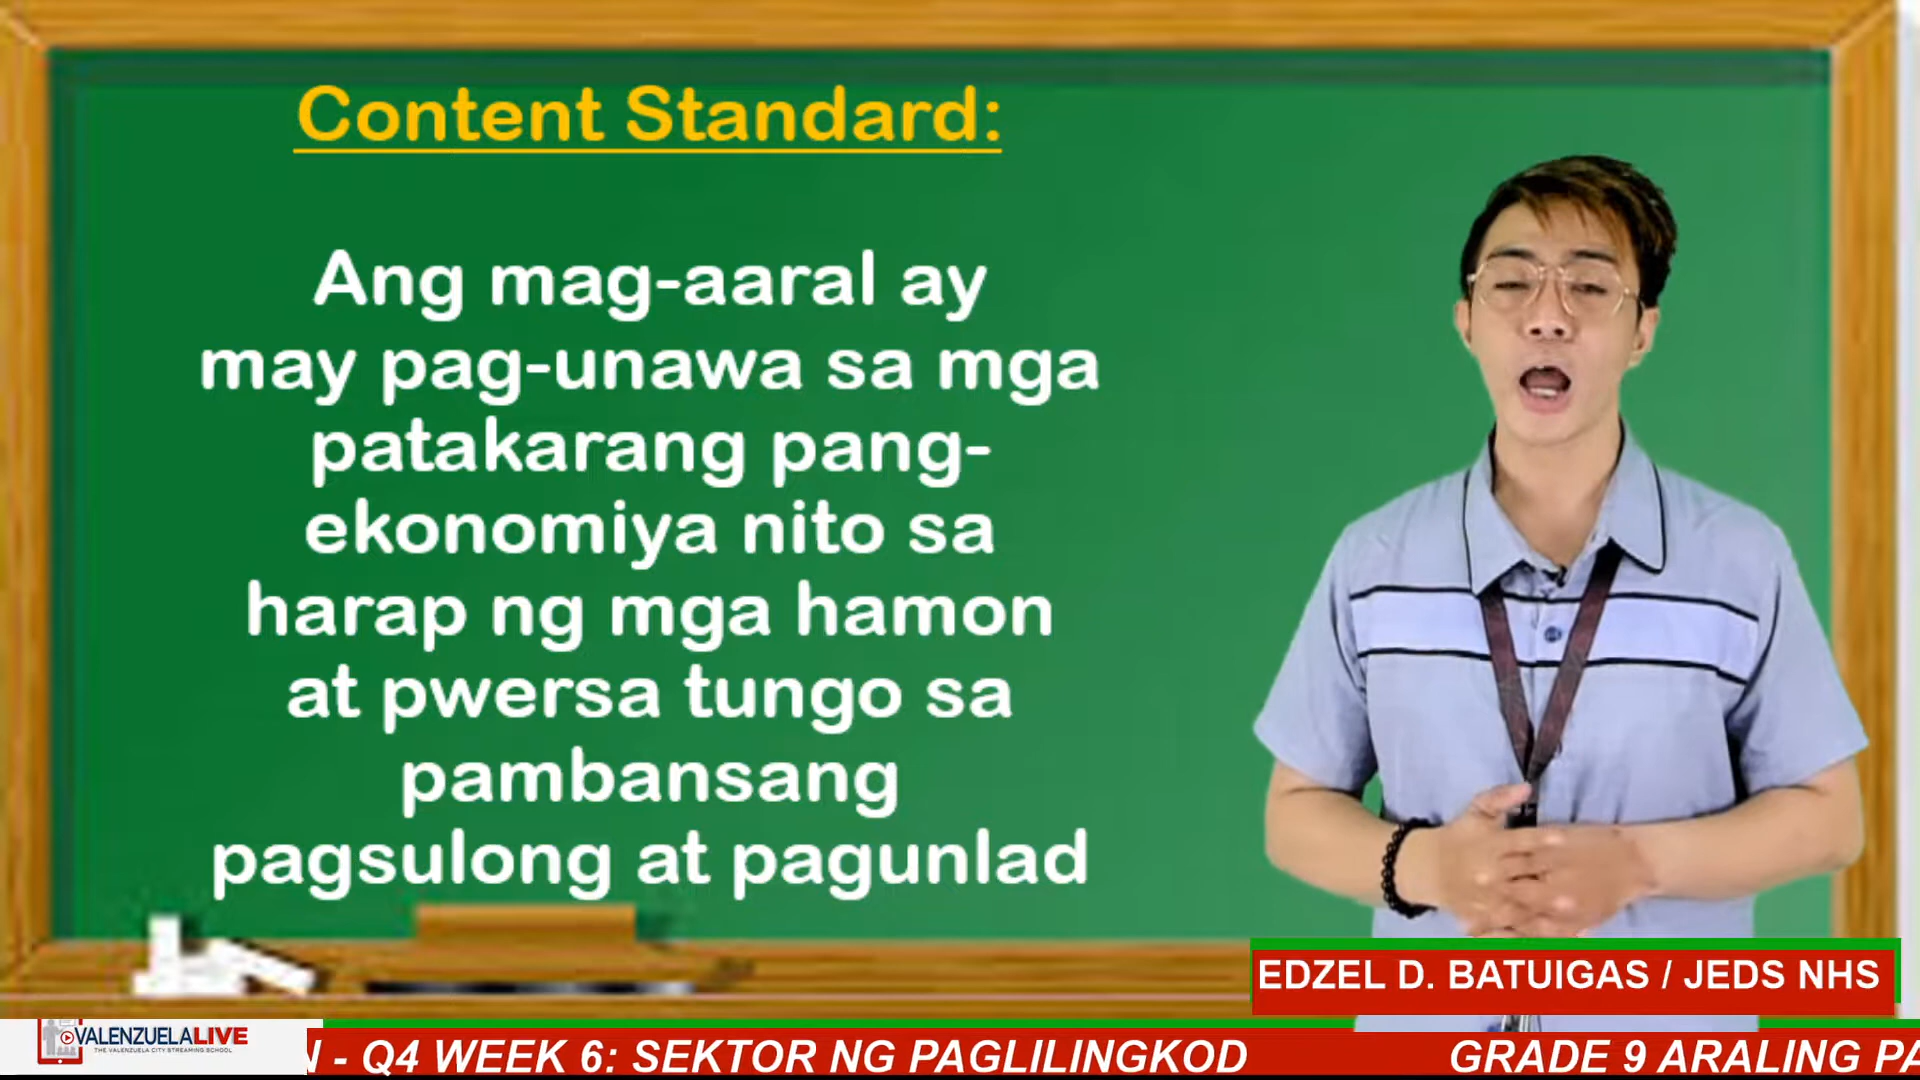 Content Standard:
Ang mag-aaral ay
may pag-unawa sa mga
patakarang pang-
ekonomiya nito sa
harap ng mga hamon
at pwersa tungo sa
pambansang
pagsulong at pagunlad
EDZEL D. BATUIGAS / JEDS NHS
VALENZUELALIVE
THE VALENZUELA CITY STREAMING SCHOOL
N - Q4 WEEK 6: SEKTOR NG PAGLILINGKOD GRADE 9 ARALING PA